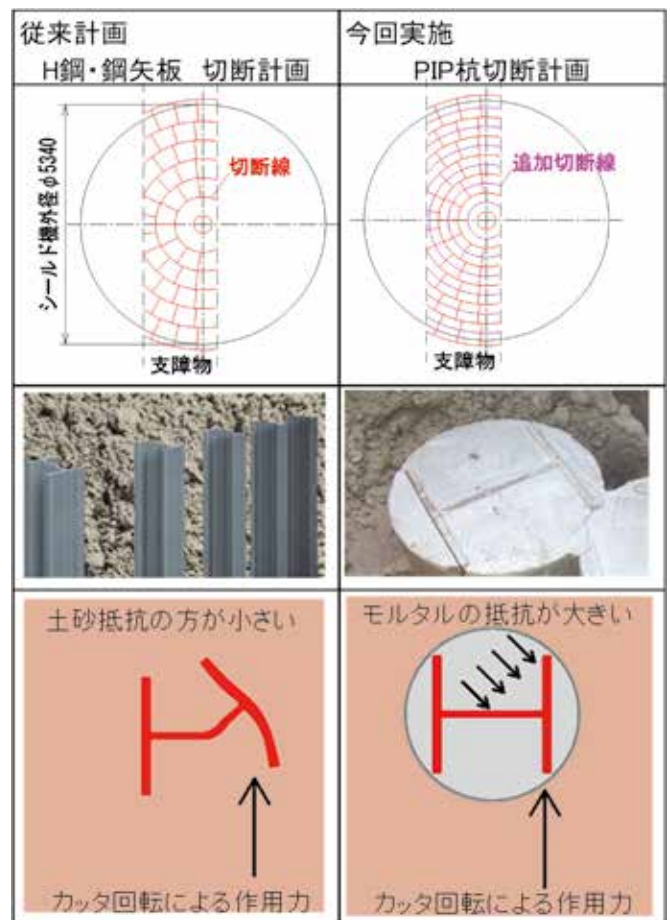 従来計画
H鋼・鋼矢板 切断計画
今回実施
PIP杭切断計画
シールド機外径φ5340
切断線
支障物
追加切断線
支障物
土砂抵抗の方が小さい
カッタ回転による作用力
モルタルの抵抗が大きい
カッタ回転による作用力